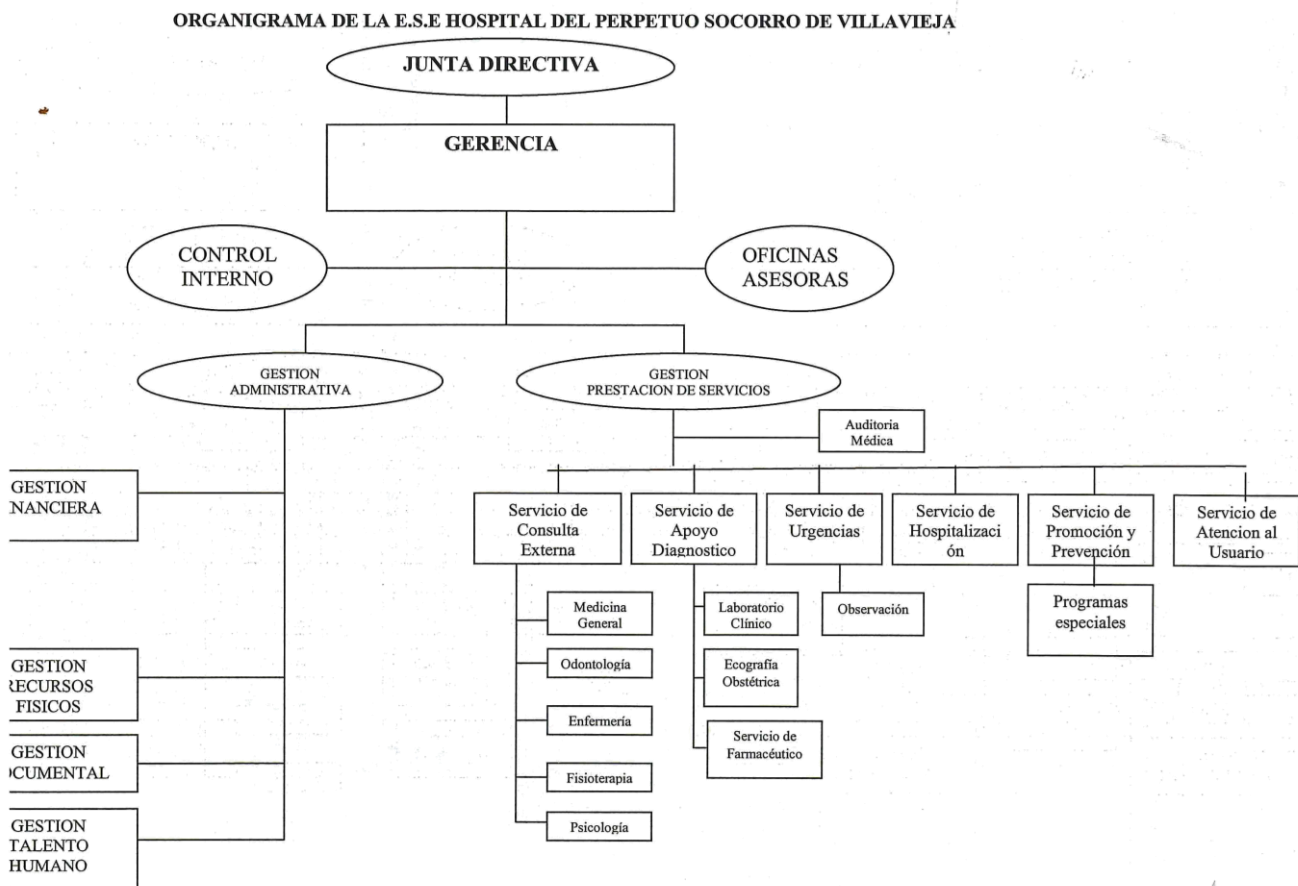 ORGANIGRAMA DE LA E.S.E HOSPITAL DEL PERPETUO SOCORRO DE VILLAVIEJA
JUNTA DIRECTIVA
GERENCIA
CONTROL
INTERNO
OFICINAS
ASESORAS
GESTION
ADMINISTRATIVA
GESTION
PRESTACION DE SERVICIOS
Auditoria
Médica
GESTION
NANCIERA
GESTION
RECURSOS
FISICOS
GESTION
OCUMENTAL
GESTION
TALENTO
HUMANO
Servicio de
Consulta
Externa
Medicina
General
Odontología
Enfermería
Fisioterapia
Psicología
Servicio de
Apoyo
Diagnostico
Laboratorio
Clínico
Ecografía
Obstétrica
Servicio de
Farmacéutico
Servicio de
Urgencias
Observación
Servicio de
Hospitalizaci
ón
Servicio de
Promoción y
Prevención
Programas
especiales
Servicio de
Atencion al
Usuario